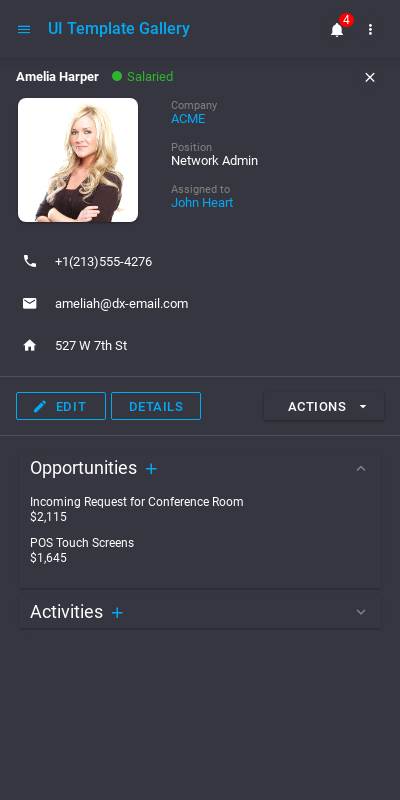 UI Template Gallery
4
Amelia Harper
Salaried
Company
ACME
Position
Network Admin
Assigned to
John Heart
+1(213)555-4276
ameliah@dx-email.com
527 W 7th St
EDIT
DETAILS
ACTIONS
Opportunities
Incoming Request for Conference Room
$2,115
POS Touch Screens
$1,645
Activities